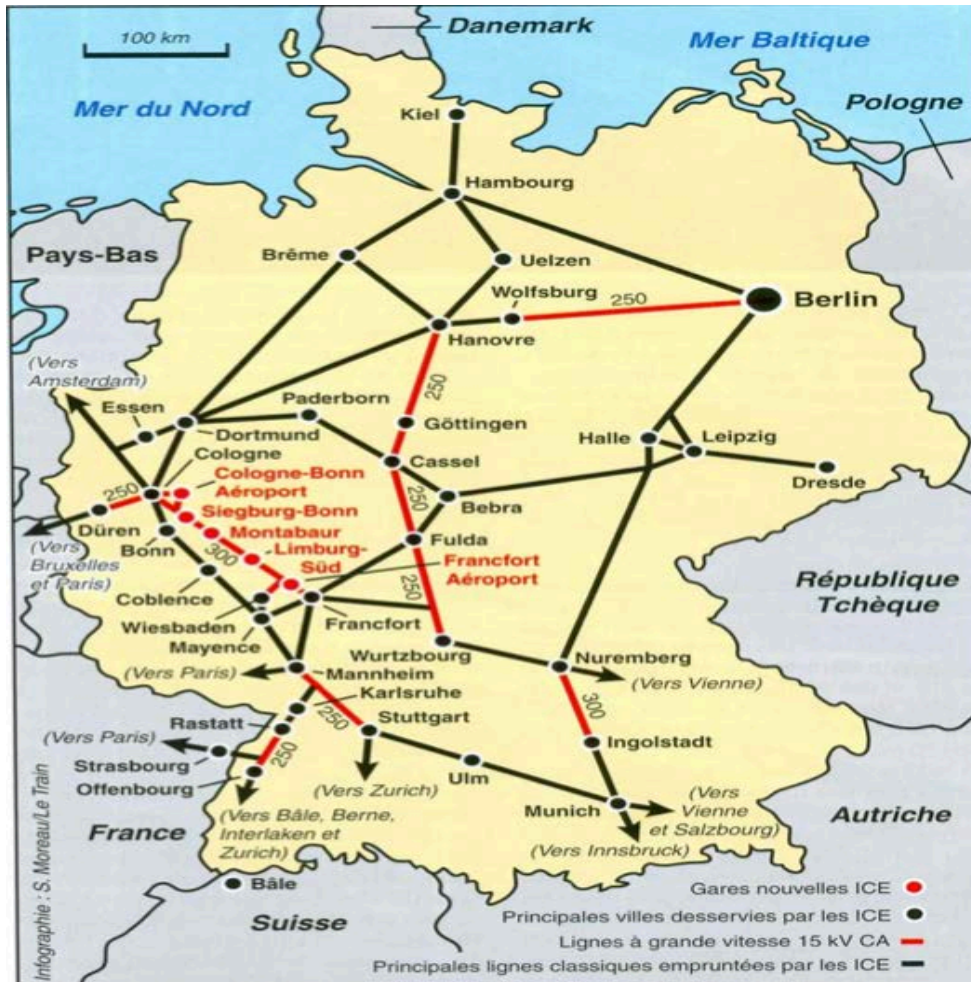 100 km
Danemark
Mer Baltique
Mer du Nord
Pologne
Kiel
Hambourg
Pays-Bas
Brême
Uelzen
Wolfsburg
250
Berlin
Hanovre
(Vers
Amsterdam)
250
Essen
Paderborn
Göttingen
Dortmund
Halle
Leipzig
Cologne
Cassel
Dresde
250
Cologne-Bonn
Aéroport
250
Bebra
Düren
Siegburg-Bonn
Bonn
Montabaur
Fulda
(Vers
Bruxelles
et Paris)
300
Limburg-
Süd
Francfort
Aéroport
250
République
Tchèque
Coblence
Wiesbaden
Francfort
Mayence
Wurtzbourg
Nuremberg
(Vers Paris)
Mannheim
(Vers Vienne)
Karlsruhe
250
300
Rastatt
Stuttgart
(Vers Paris)
Ingolstadt
Strasbourg
250
Offenbourg
Ulm
(Vers Zurich)
Munich
(Vers
Vienne
et Salzbourg)
Autriche
(Vers Bâle, Berne,
Interlaken et
Zurich)
(Vers Innsbruck)
France
Bâle
Suisse
Gares nouvelles ICE
Principales villes desservies par les ICE
Lignes à grande vitesse 15 kV CA
Principales lignes classiques empruntées par les ICE
Infographie : S. Moreau/Le Train